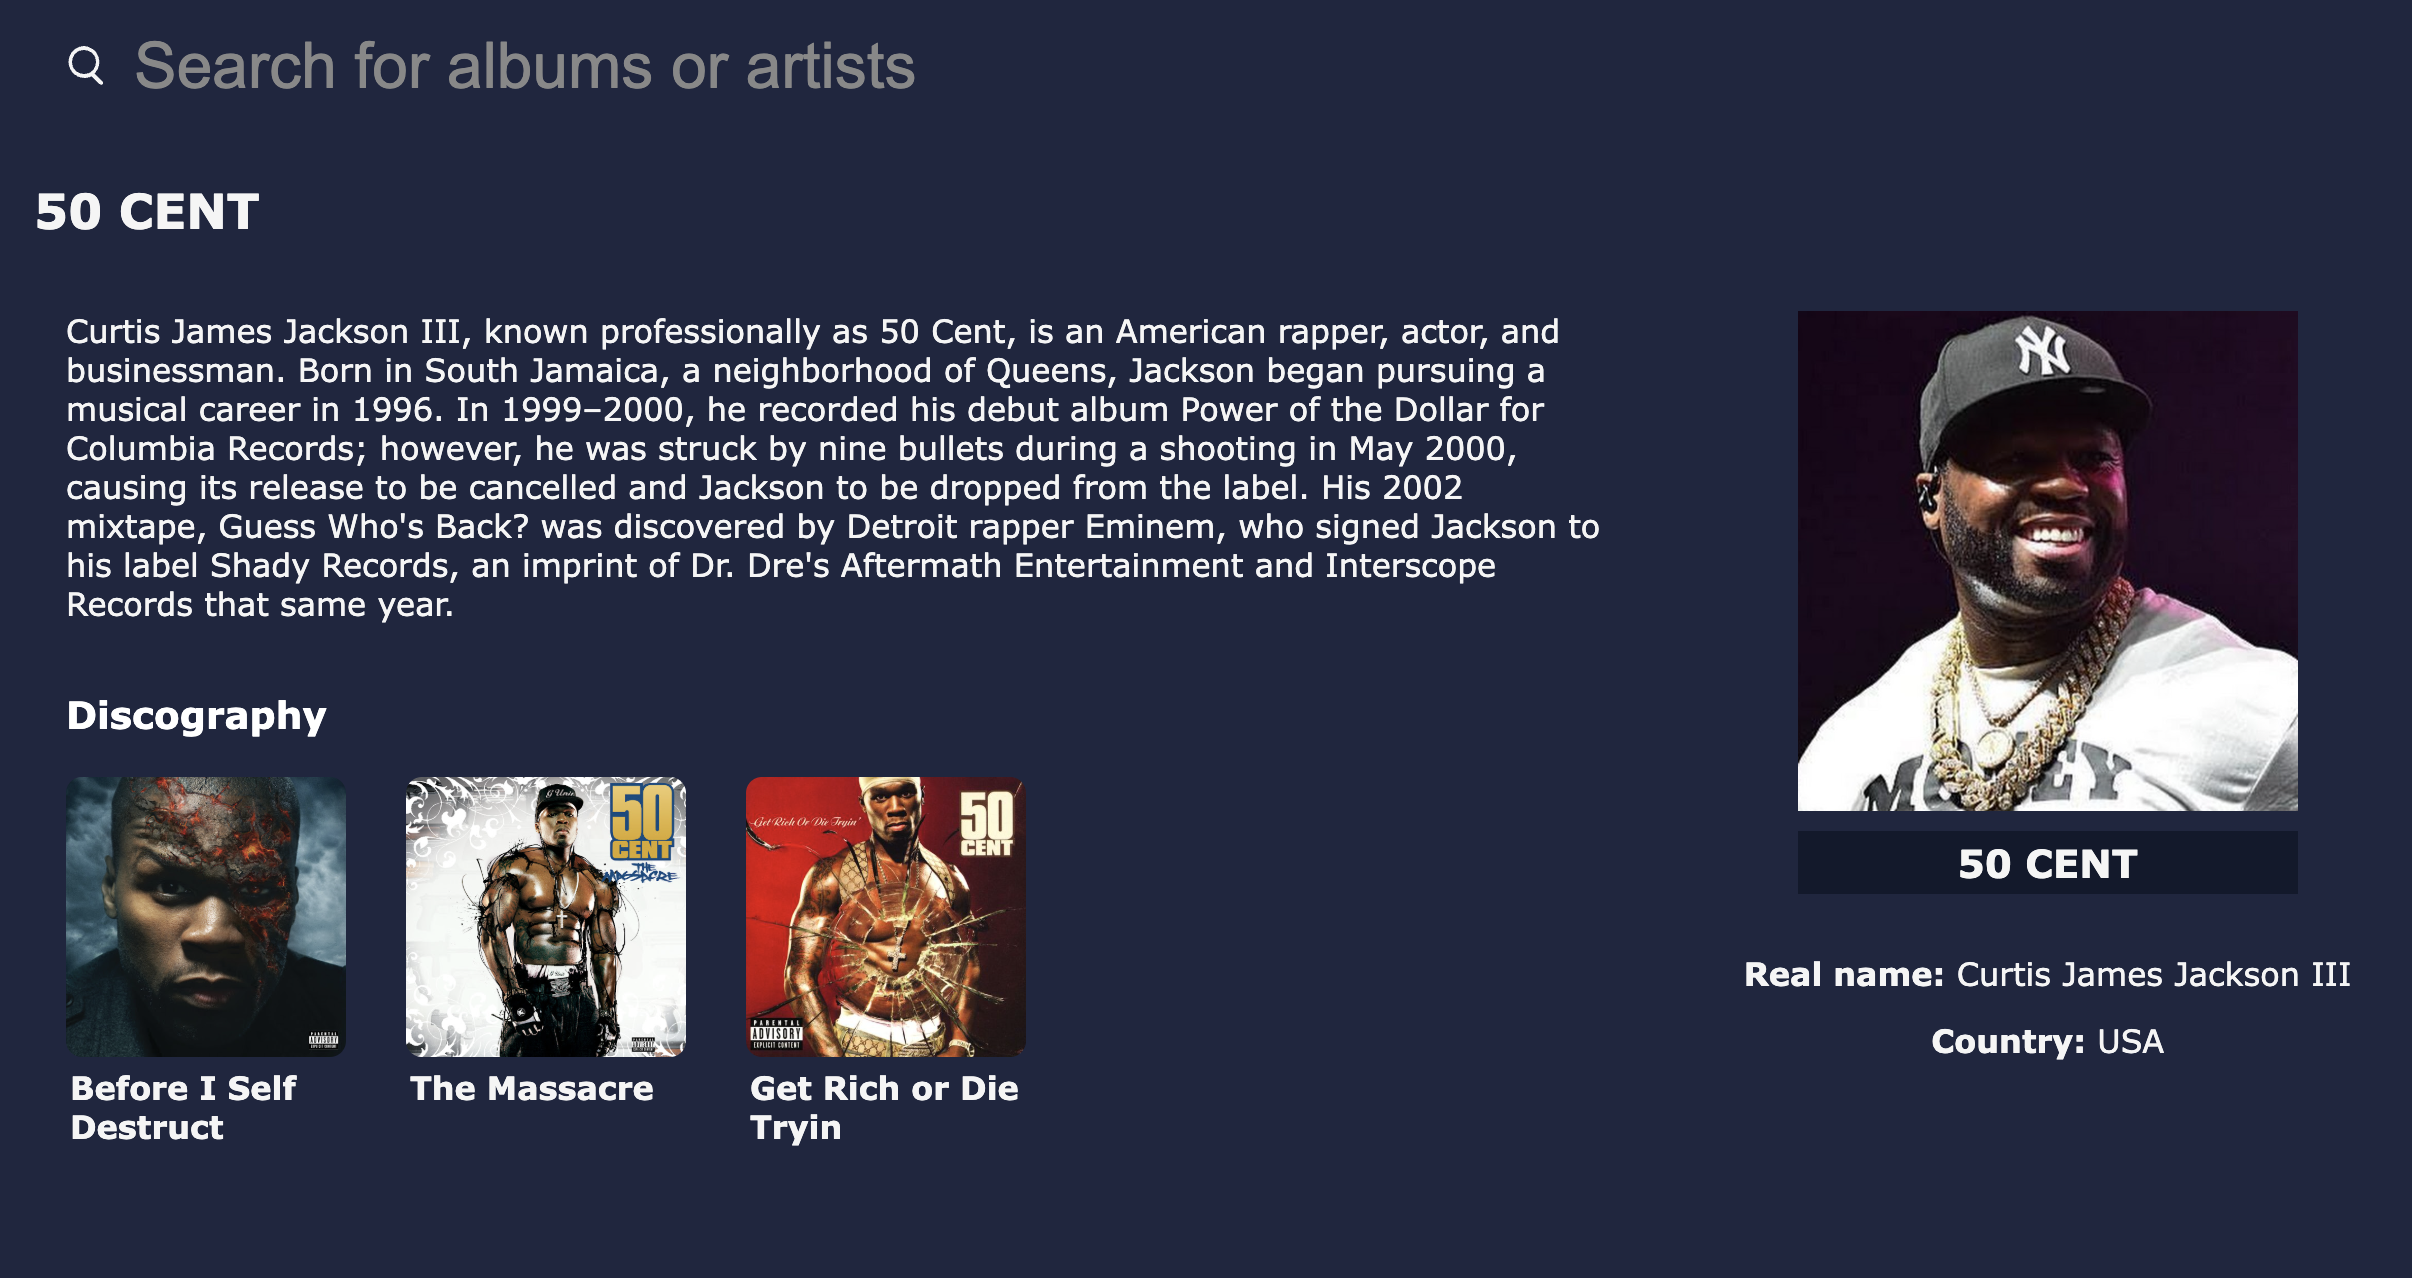 Search for albums or artists
50 CENT
Curtis James Jackson III, known professionally as 50 Cent, is an American rapper, actor, and
businessman. Born in South Jamaica, a neighborhood of Queens, Jackson began pursuing a
musical career in 1996. In 1999–2000, he recorded his debut album Power of the Dollar for
Columbia Records; however, he was struck by nine bullets during a shooting in May 2000,
causing its release to be cancelled and Jackson to be dropped from the label. His 2002
mixtape, Guess Who's Back? was discovered by Detroit rapper Eminem, who signed Jackson to
his label Shady Records, an imprint of Dr. Dre's Aftermath Entertainment and Interscope
Records that same year.
Discography
G Unit
50
CENT
THE
MASSACRE
Get Rich Or Die Tryin'
50
CENT
PARENTAL
ADVISORY
EXPLICIT CONTENT
PARENTAL
ADVISORY
EXPLICIT CONTENT
Before I Self
Destruct
The Massacre
Get Rich or Die
Tryin
NY
50 CENT
Real name: Curtis James Jackson III
Country: USA